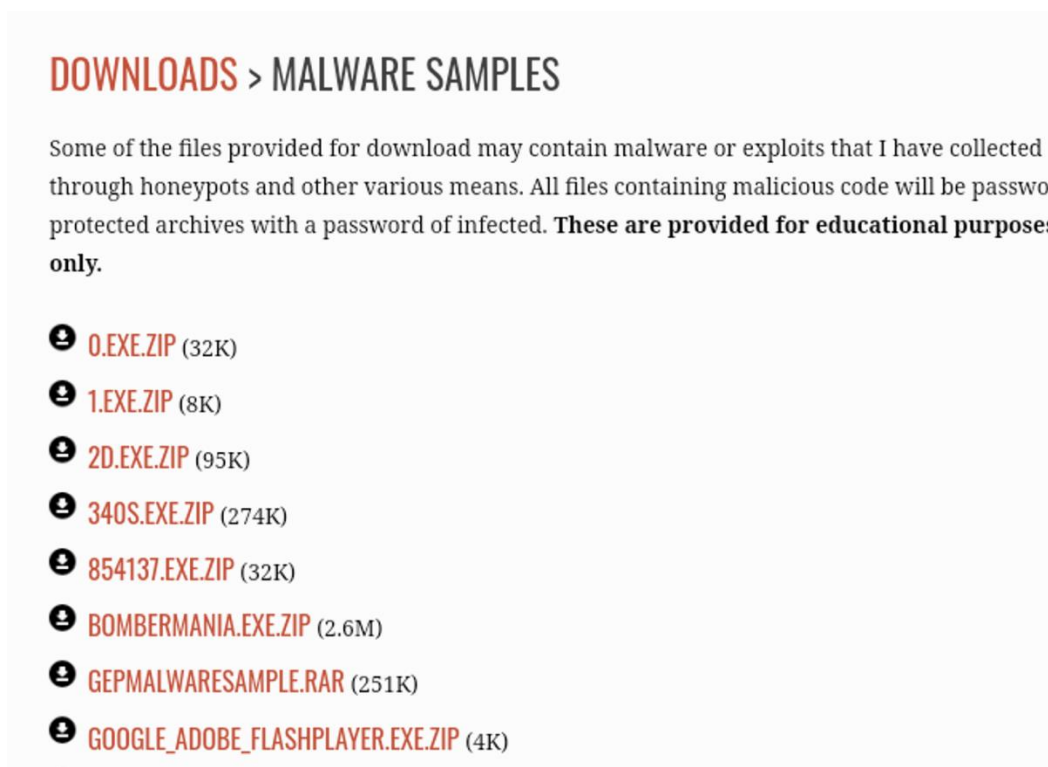 DOWNLOADS > MALWARE SAMPLES
Some of the files provided for download may contain malware or exploits that I have collected
through honeypots and other various means. All files containing malicious code will be passwo
protected archives with a password of infected. These are provided for educational purposes
only.
0.EXE.ZIP (32K)
1.EXE.ZIP (8K)
2D.EXE.ZIP (95K)
340S.EXE.ZIP (274K)
854137.EXE.ZIP (32K)
BOMBERMANIA.EXE.ZIP (2.6M)
GEPMALWARESAMPLE.RAR (251K)
GOOGLE_ADOBE_FLASHPLAYER.EXE.ZIP (4K)